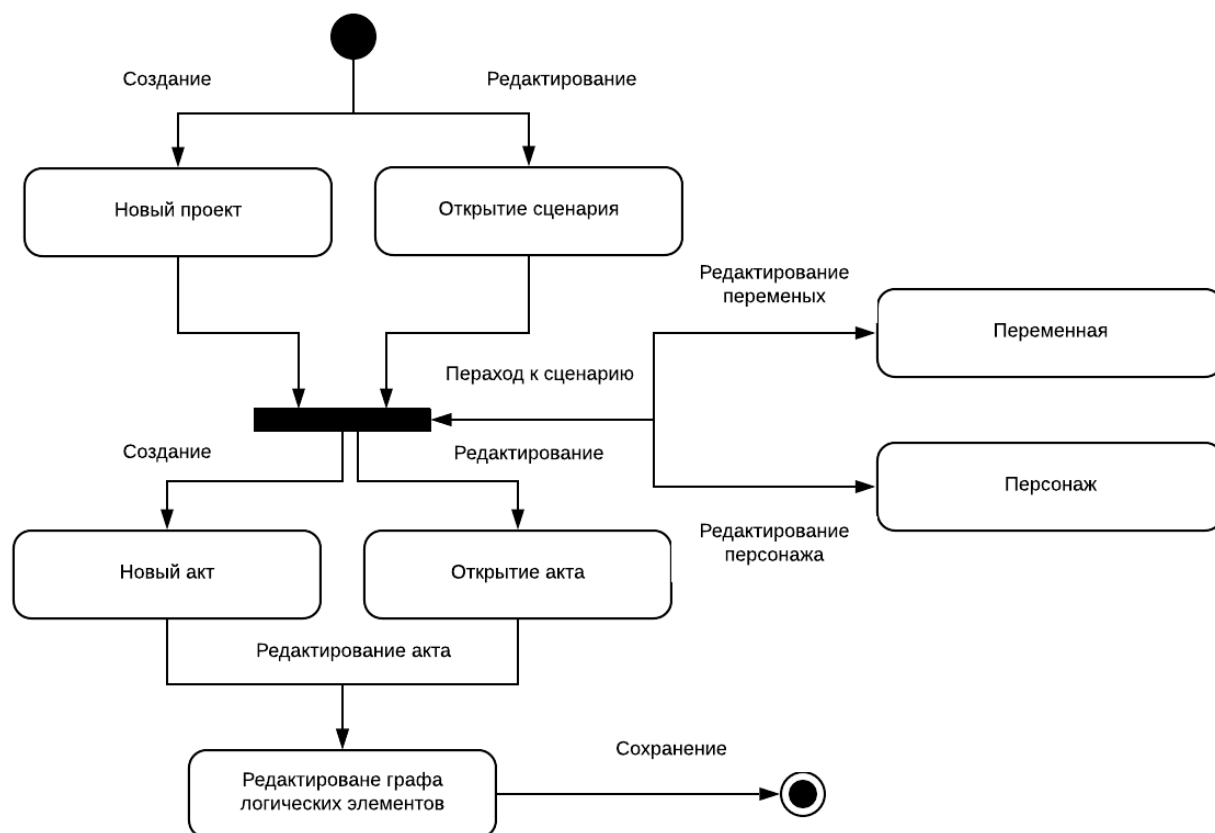 Создание
Редактирование
Новый проект
Открытие сценария
Редактирование
переменых
Переменная
Пераход к сценарию
Создание
Редактирование
Персонаж
Редактирование
персонажа
Новый акт
Открытие акта
Редактирование акта
Сохранение
Редактироване графа
логических элементов